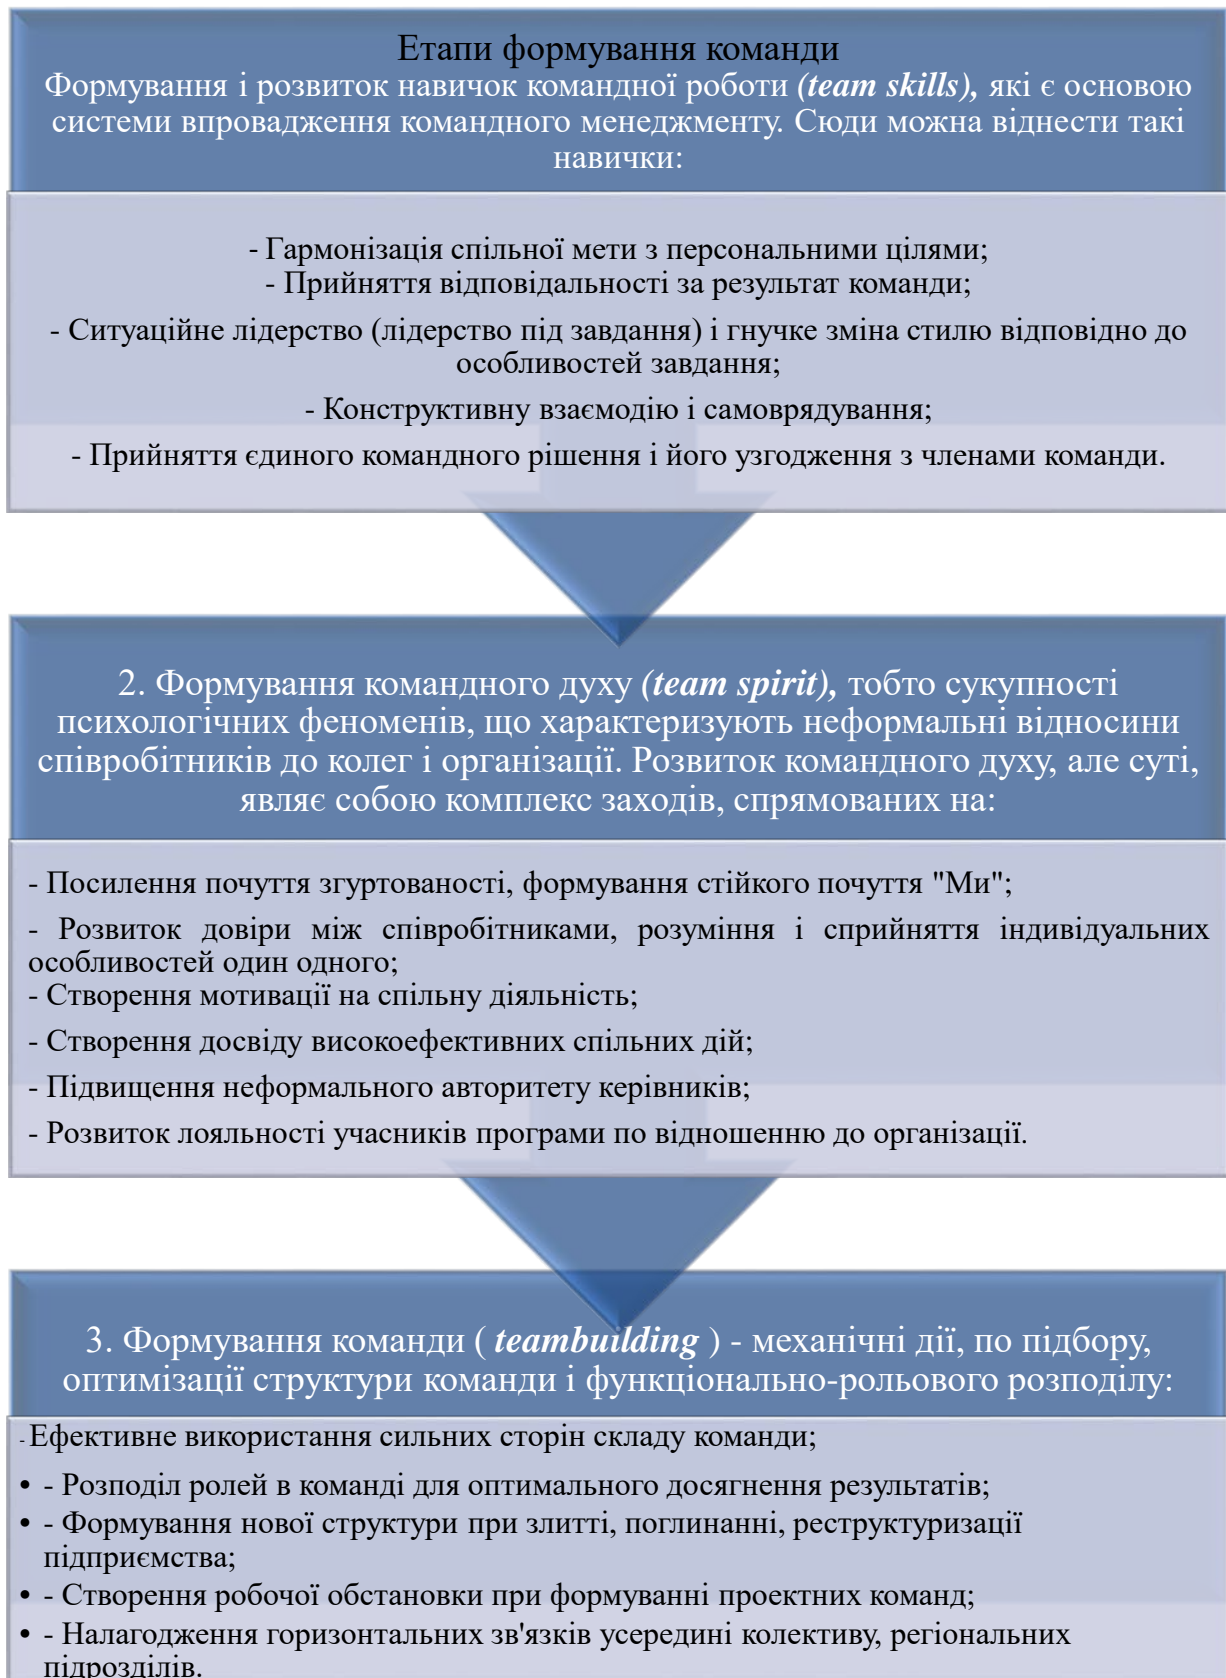 Етапи формування команди
Формування і розвиток навичок командної роботи (team skills), які є основою
системи впровадження командного менеджменту. Сюди можна віднести такі
навички:
- Гармонізація спільної мети з персональними цілями;
- Прийняття відповідальності за результат команди;
- Ситуаційне лідерство (лідерство під завдання) і гнучке зміна стилю відповідно до
особливостей завдання;
- Конструктивну взаємодію і самоврядування;
- Прийняття єдиного командного рішення і його узгодження з членами команди.
2. Формування командного духу (team spirit), тобто сукупності
психологічних феноменів, що характеризують неформальні відносини
співробітників до колег і організації. Розвиток командного духу, але суті,
являє собою комплекс заходів, спрямованих на:
- Посилення почуття згуртованості, формування стійкого почуття "Ми";
- Розвиток довіри між співробітниками, розуміння і сприйняття індивідуальних
особливостей один одного;
- Створення мотивації на спільну діяльність;
- Створення досвіду високоефективних спільних дій;
- Підвищення неформального авторитету керівників;
- Розвиток лояльності учасників програми по відношенню до організації.
3. Формування команди ( teambuilding ) - механічні дії, по підбору,
оптимізації структури команди і функціонально-рольового розподілу:
- Ефективне використання сильних сторін складу команди;
• - Розподіл ролей в команді для оптимального досягнення результатів;
• - Формування нової структури при злитті, поглинанні, реструктуризації
підприємства;
• - Створення робочої обстановки при формуванні проектних команд;
• - Налагодження горизонтальних зв'язків усередині колективу, регіональних
підрозділів.